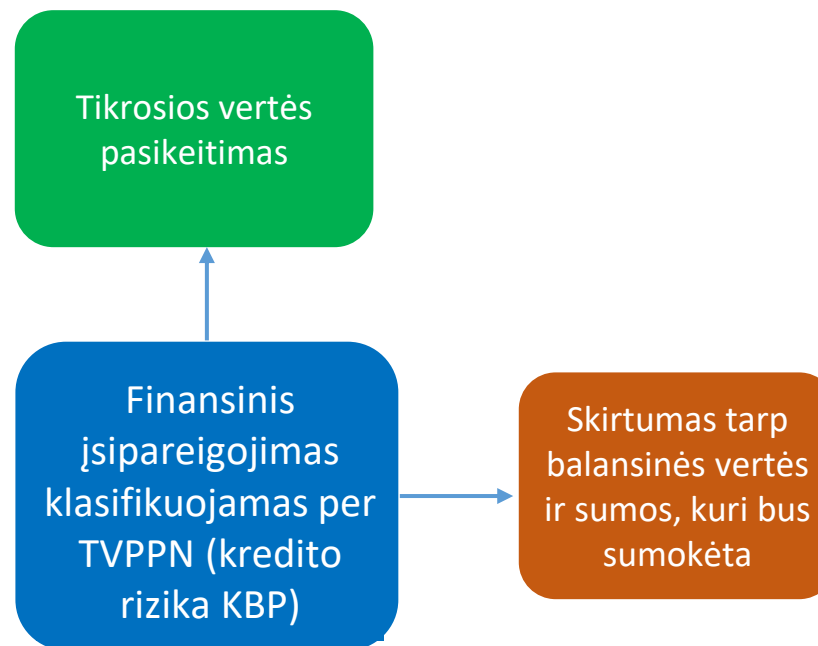 Tikrosios vertės
pasikeitimas
Finansinis
įsipareigojimas
klasifikuojamas per
TVPPN (kredito
rizika KBP)
Skirtumas tarp
balansinės vertės
ir sumos, kuri bus
sumokėta